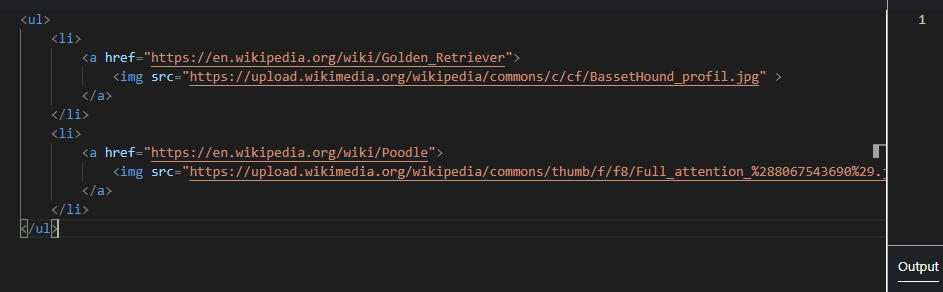 <ul>
<li>
<a href="https://en.wikipedia.org/wiki/Golden_Retriever">
<img src="https://upload.wikimedia.org/wikipedia/commons/c/cf/BassetHound_profil.jpg" >
</a>
</li>
<li>
<a href="https://en.wikipedia.org/wiki/Poodle">
<img src="https://upload.wikimedia.org/wikipedia/commons/thumb/f/f8/Full_attention_%288067543690%29.j
</a>
</li>
</ul>
1
Output